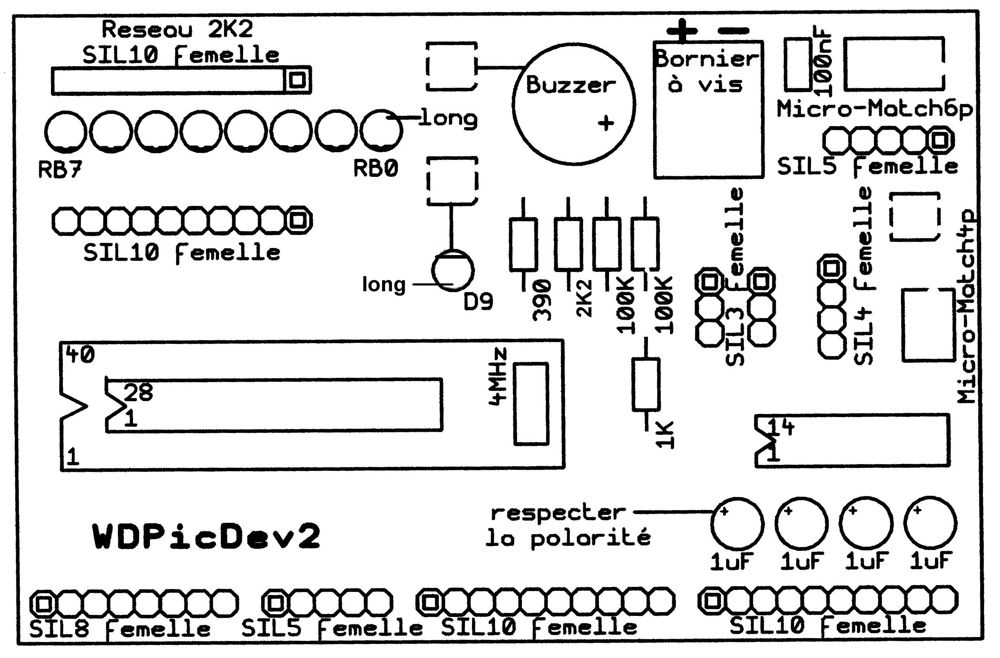 Reseau 2K2
SIL10 femelle
+ −
Bornier
à vis
Buzzer
+
100nF
Micro-Match6p
long
SIL5 femelle
RB7
RB0
SIL10 femelle
long
D9
390
2K2
100K
100K
SIL3 femelle
SIL4 femelle
Micro-Match4p
40
28
1
1
4MHz
1K
14
1
respecter
la polarité
+ + + +
1uF 1uF 1uF 1uF
WDPicDev2
SIL8 femelle
SIL5 femelle
SIL10 femelle
SIL10 femelle